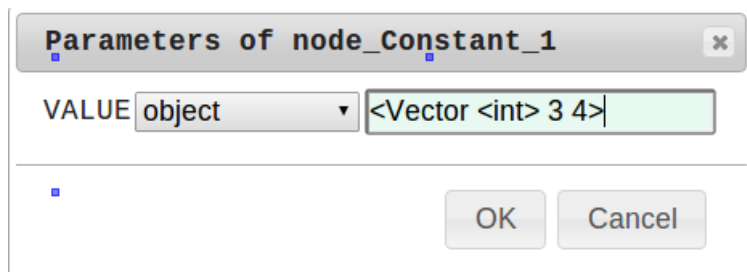 Parameters of node_Constant_1
VALUE object <Vector <int> 3 4>
OK Cancel